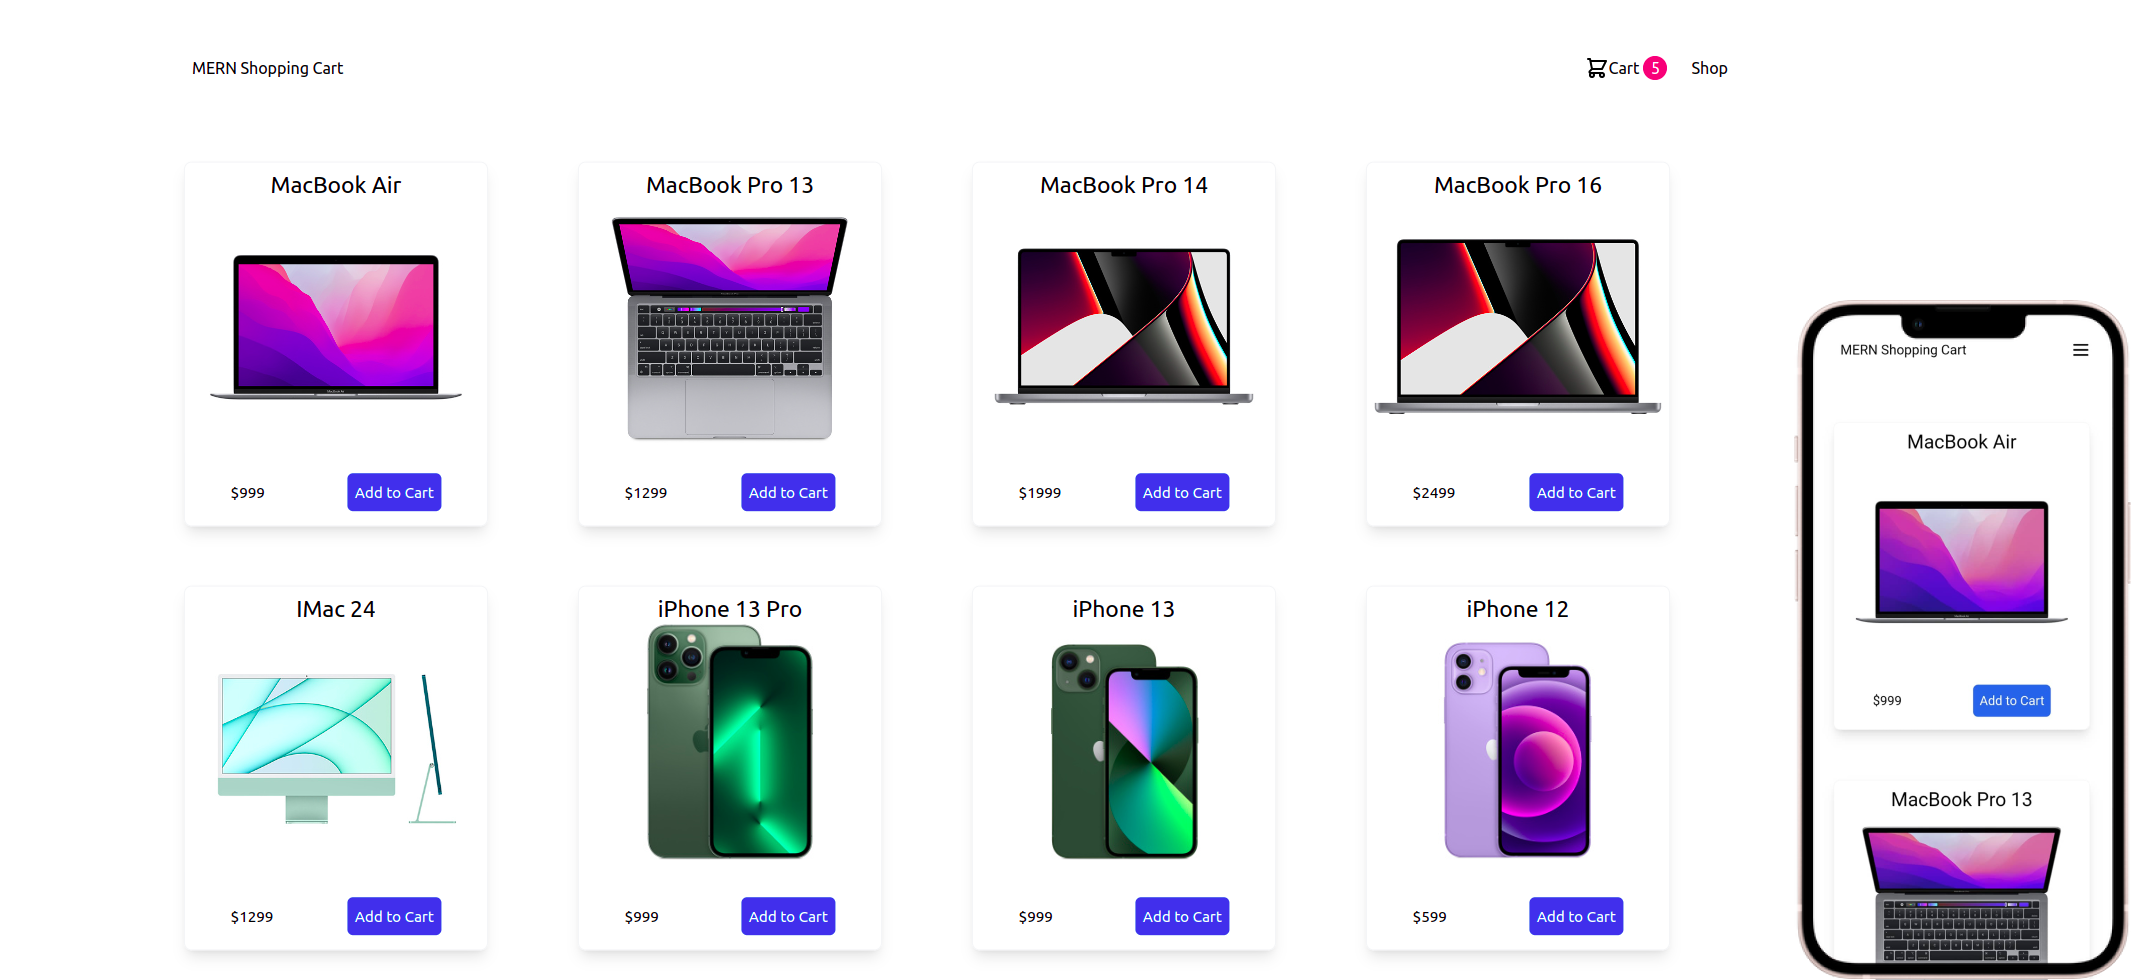 MERN Shopping Cart
Cart 5 Shop
MacBook Air
MacBook Pro 13
MacBook Pro 14
MacBook Pro 16
$999 Add to Cart
$1299 Add to Cart
$1999 Add to Cart
$2499 Add to Cart
IMac 24
iPhone 13 Pro
iPhone 13
iPhone 12
$1299 Add to Cart
$999 Add to Cart
$999 Add to Cart
$599 Add to Cart
MERN Shopping Cart
MacBook Air
$999 Add to Cart
MacBook Pro 13